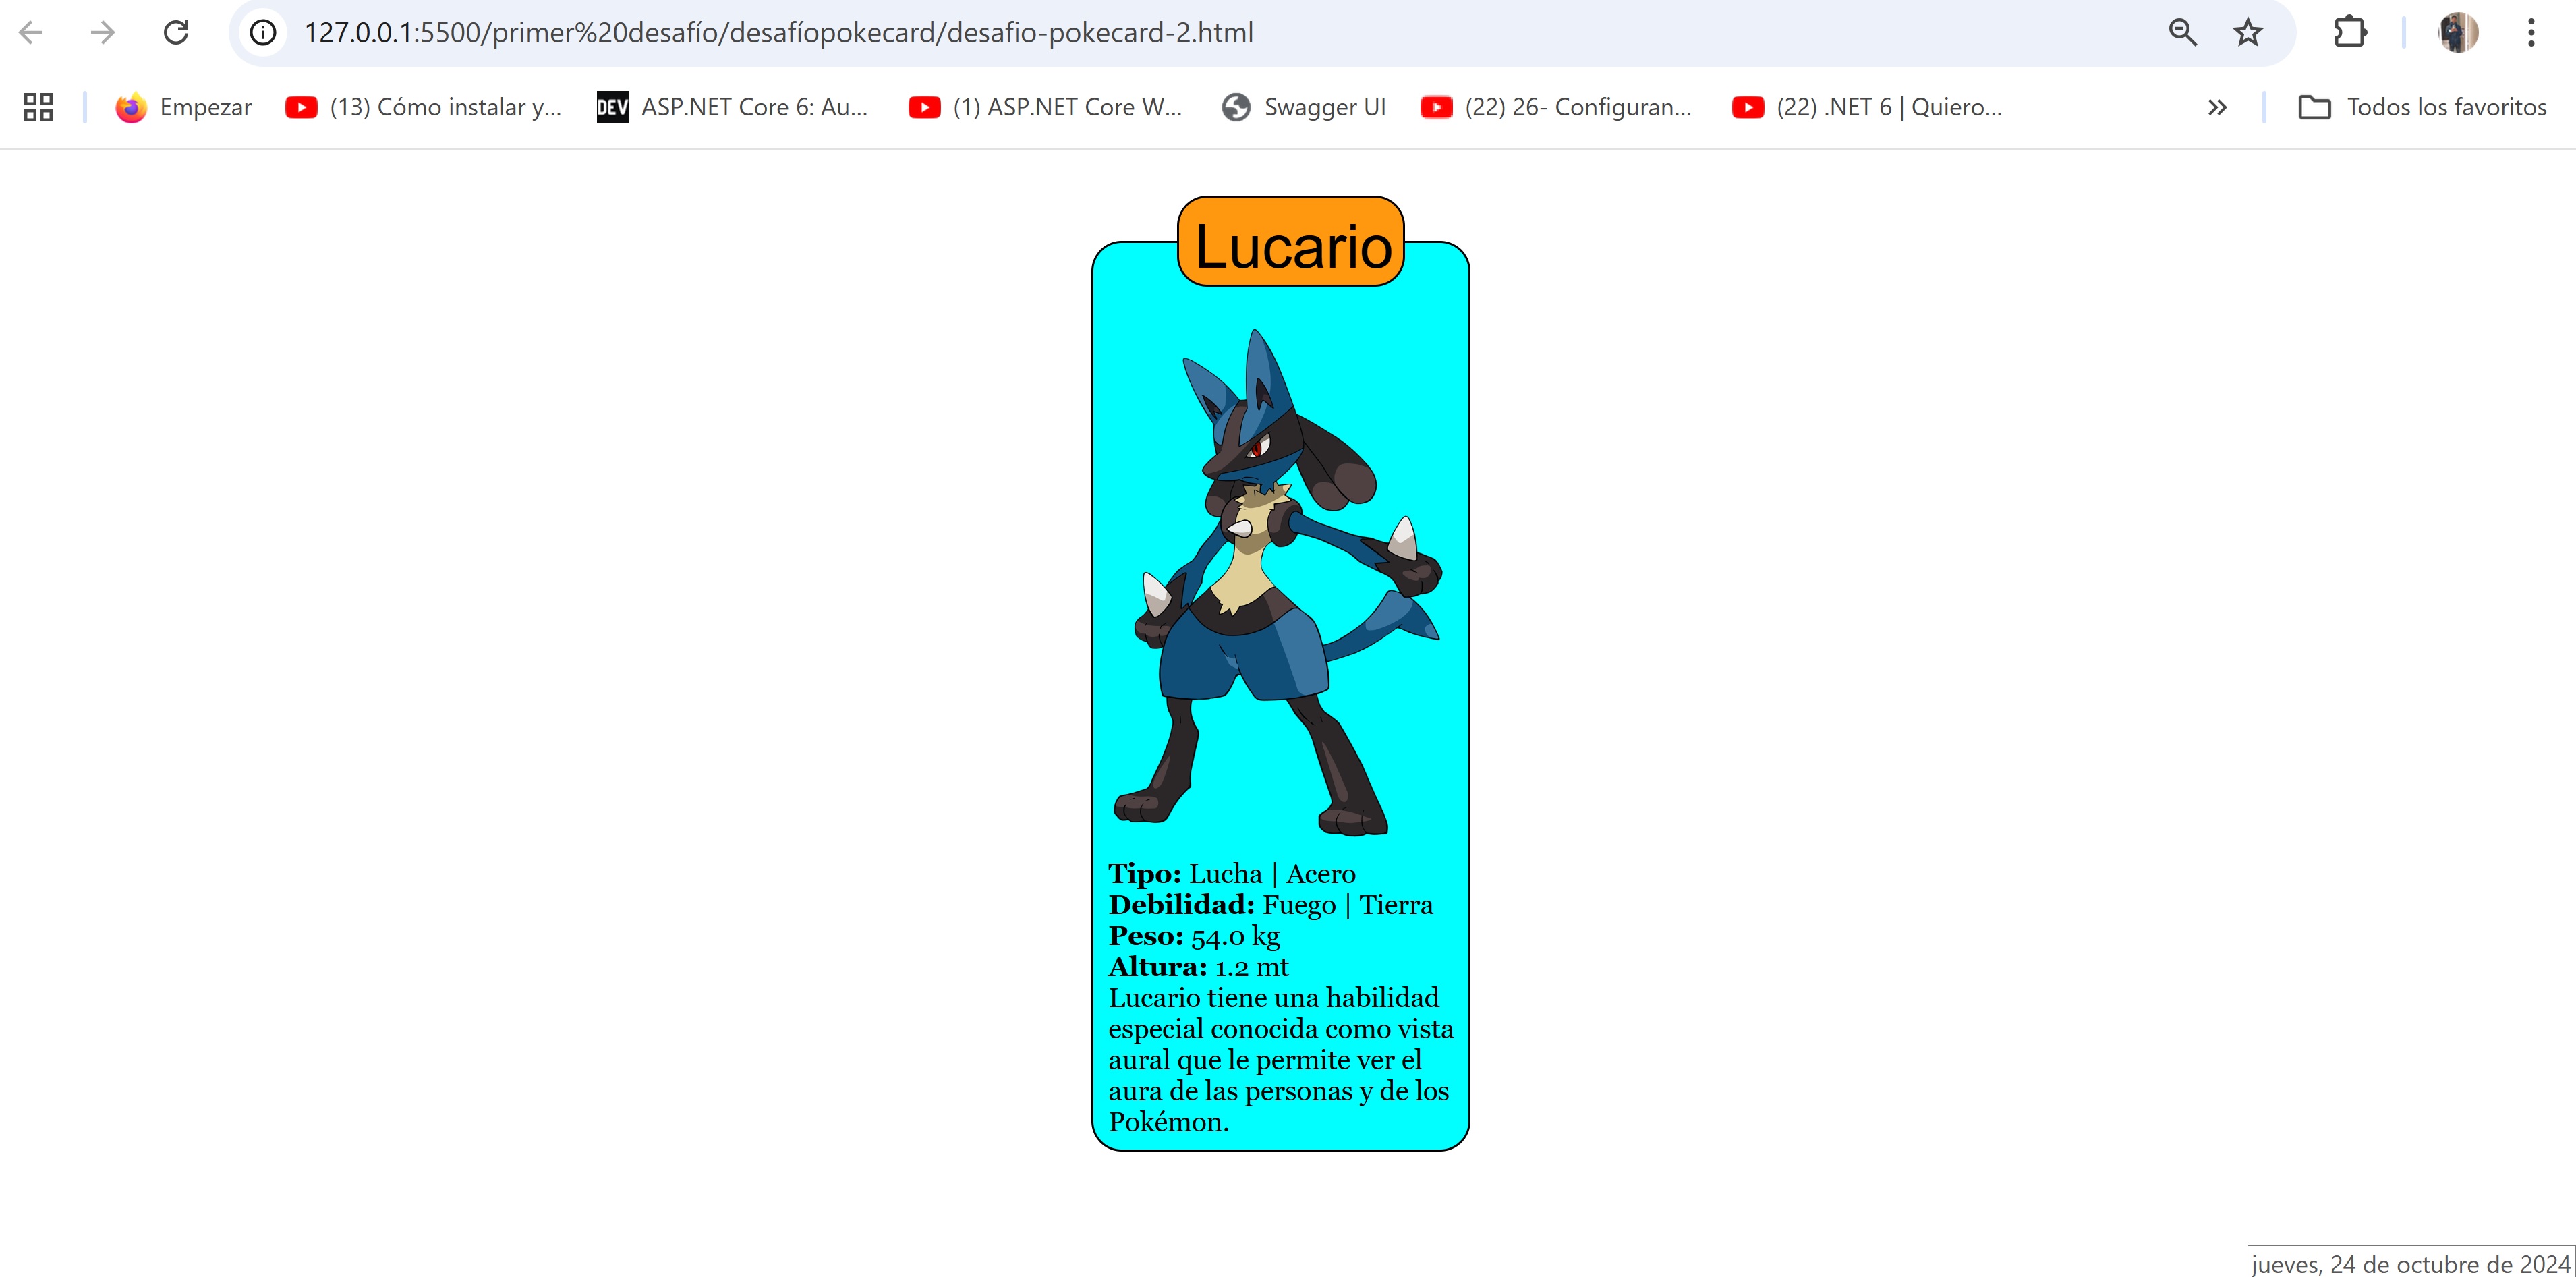 127.0.0.1:5500/primer%20desafío/desafíopokecard/desafio-pokecard-2.html
Empezar (13) Cómo instalar y... DEV ASP.NET Core 6: Au... (1) ASP.NET Core W... Swagger UI (22) 26- Configuran... (22) .NET 6 | Quiero... » Todos los favoritos
Lucario
Tipo: Lucha | Acero
Debilidad: Fuego | Tierra
Peso: 54.0 kg
Altura: 1.2 mt
Lucario tiene una habilidad
especial conocida como vista
aural que le permite ver el
aura de las personas y de los
Pokémon.
jueves, 24 de octubre de 2024